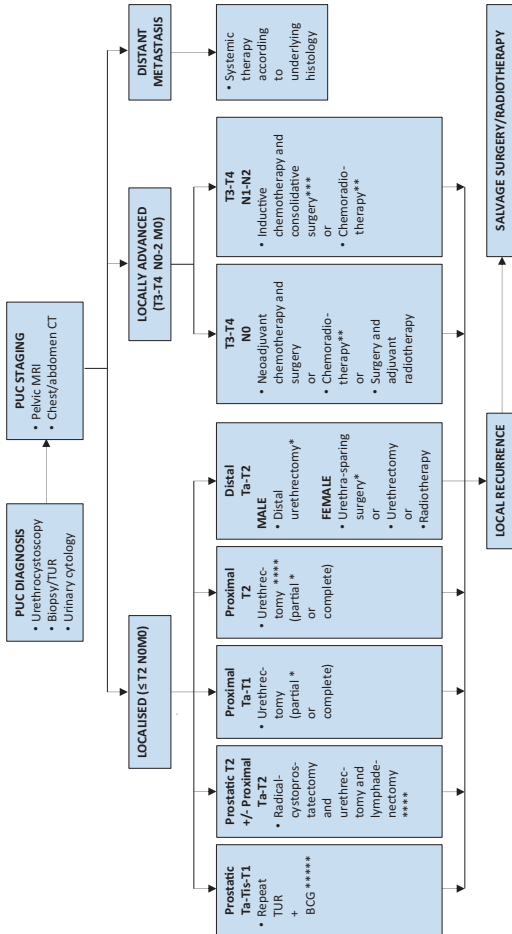 PUC DIAGNOSIS
• Urethrocystoscopy
• Biopsy/TUR
• Urinary cytology
PUC STAGING
• Pelvic MRI
• Chest/abdomen CT
LOCALISED (≤ T2 N0M0)
LOCALLY ADVANCED
(T3-T4 N0-2 M0)
DISTANT
METASTASIS
Prostatic
Ta-Tis-T1
• Repeat
TUR
+
BCG *****
Prostatic T2
+/- Proximal
Ta-T2
• Radical-
cystopros-
tatectomy
and
urethrec-
tomy and
lymphade-
nectomy
****
Proximal
Ta-T1
• Urethrec-
tomy
(partial *
or
complete)
Proximal
T2
• Urethrec-
tomy ****
(partial *
or
complete)
Distal
Ta-T2
MALE
• Distal
urethrectomy*
FEMALE
• Urethra-sparing
surgery*
or
• Urethrectomy
or
• Radiotherapy
T3-T4
N0
• Neoadjuvant
chemotherapy and
surgery
or
• Chemoradio-
therapy**
or
• Surgery and
adjuvant
radiotherapy
T3-T4
N1-N2
• Inductive
chemotherapy and
consolidative
surgery***
or
• Chemoradio-
therapy**
• Systemic
therapy
according
to
underlying
histology
LOCAL RECURRENCE
SALVAGE SURGERY/RADIOTHERAPY